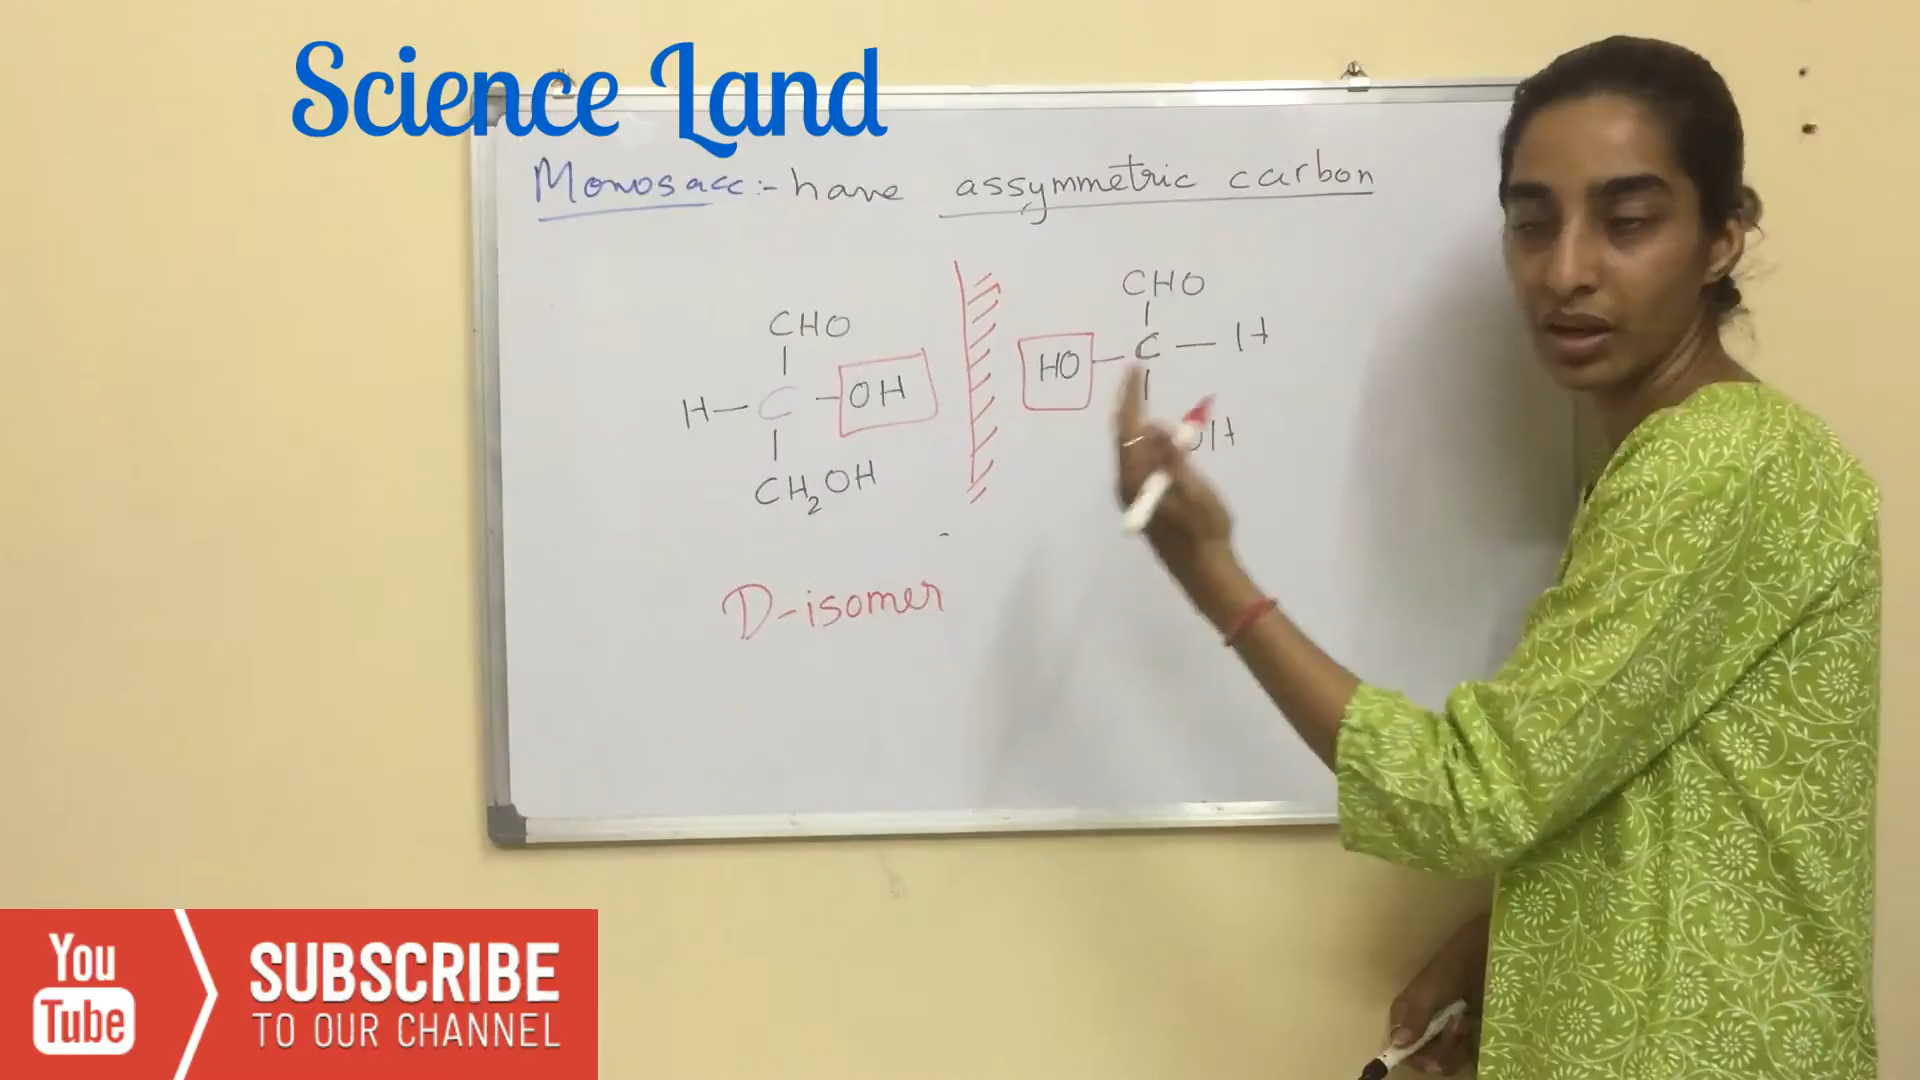 Science Land
Monosacc:- have assymmetric carbon
CHO
H-C-OH
CH2OH
CHO
HO-C-H
D-isomer
You
Tube
SUBSCRIBE
TO OUR CHANNEL